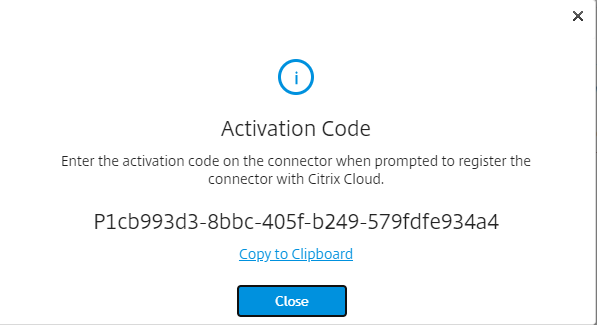 Activation Code
Enter the activation code on the connector when prompted to register the
connector with Citrix Cloud.
P1cb993d3-8bbc-405f-b249-579fdfe934a4
Copy to Clipboard
Close